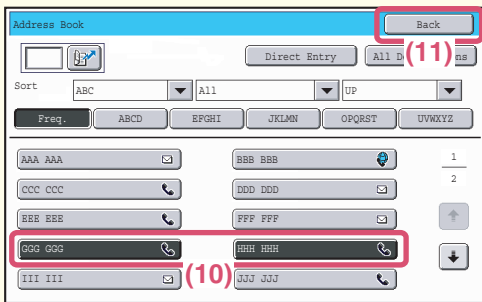 Address Book
Back
(11)
Direct Entry
All D ns
Sort
ABC
All
UP
Freq.
ABCD
EFGHI
JKLMN
OPQRST
UVWXYZ
AAA AAA
BBB BBB
1
CCC CCC
DDD DDD
2
EEE EEE
FFF FFF
GGG GGG
HHH HHH
(10)
III III
JJJ JJJ